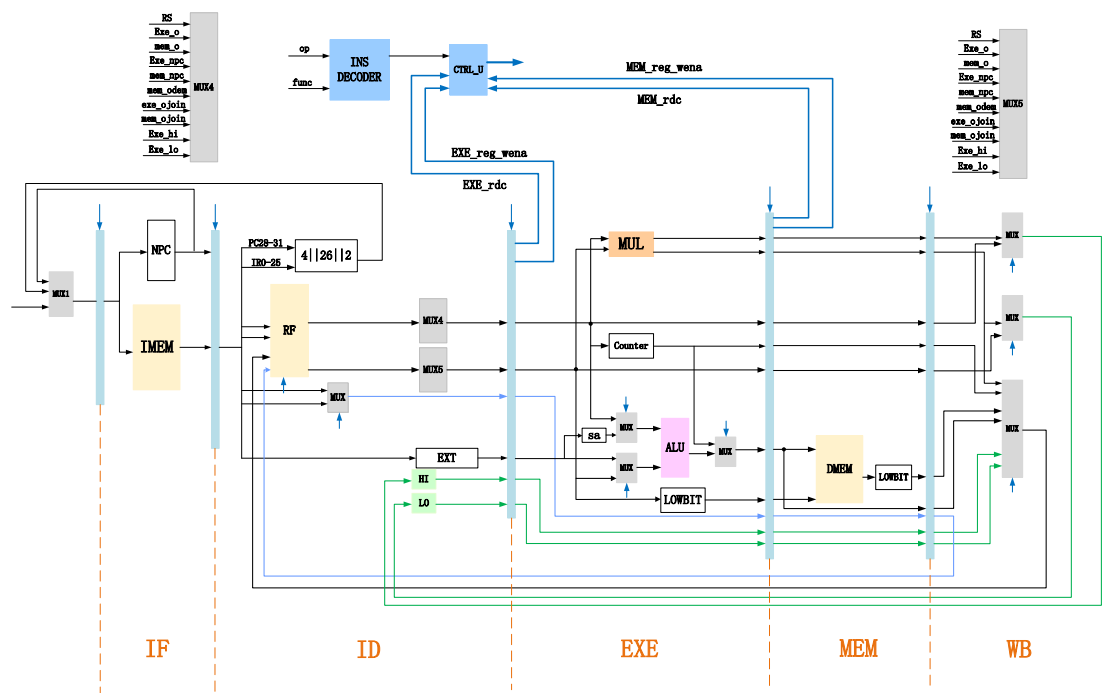 RS
Exe_o
mem_o
Exe_npc
mem_npc
mem_odem
exe_ojoin
mem_ojoin
Exe_hi
Exe_lo
MUX4
op
func
INS
DECODER
CTRL_U
MEM_reg_wena
MEM_rdc
EXE_reg_wena
EXE_rdc
RS
Exe_o
mem_o
Exe_npc
mem_npc
mem_odem
exe_ojoin
mem_ojoin
Exe_hi
Exe_lo
MUX5
MUX1
NPC
IMEM
PC28-31
IR0-25
4||26||2
RF
MUX4
MUX5
MUX
EXT
HI
LO
MUL
Counter
sa
MUX
MUX
ALU
MUX
LOWBIT
DMEM
LOWBIT
MUX
MUX
MUX
IF
ID
EXE
MEM
WB